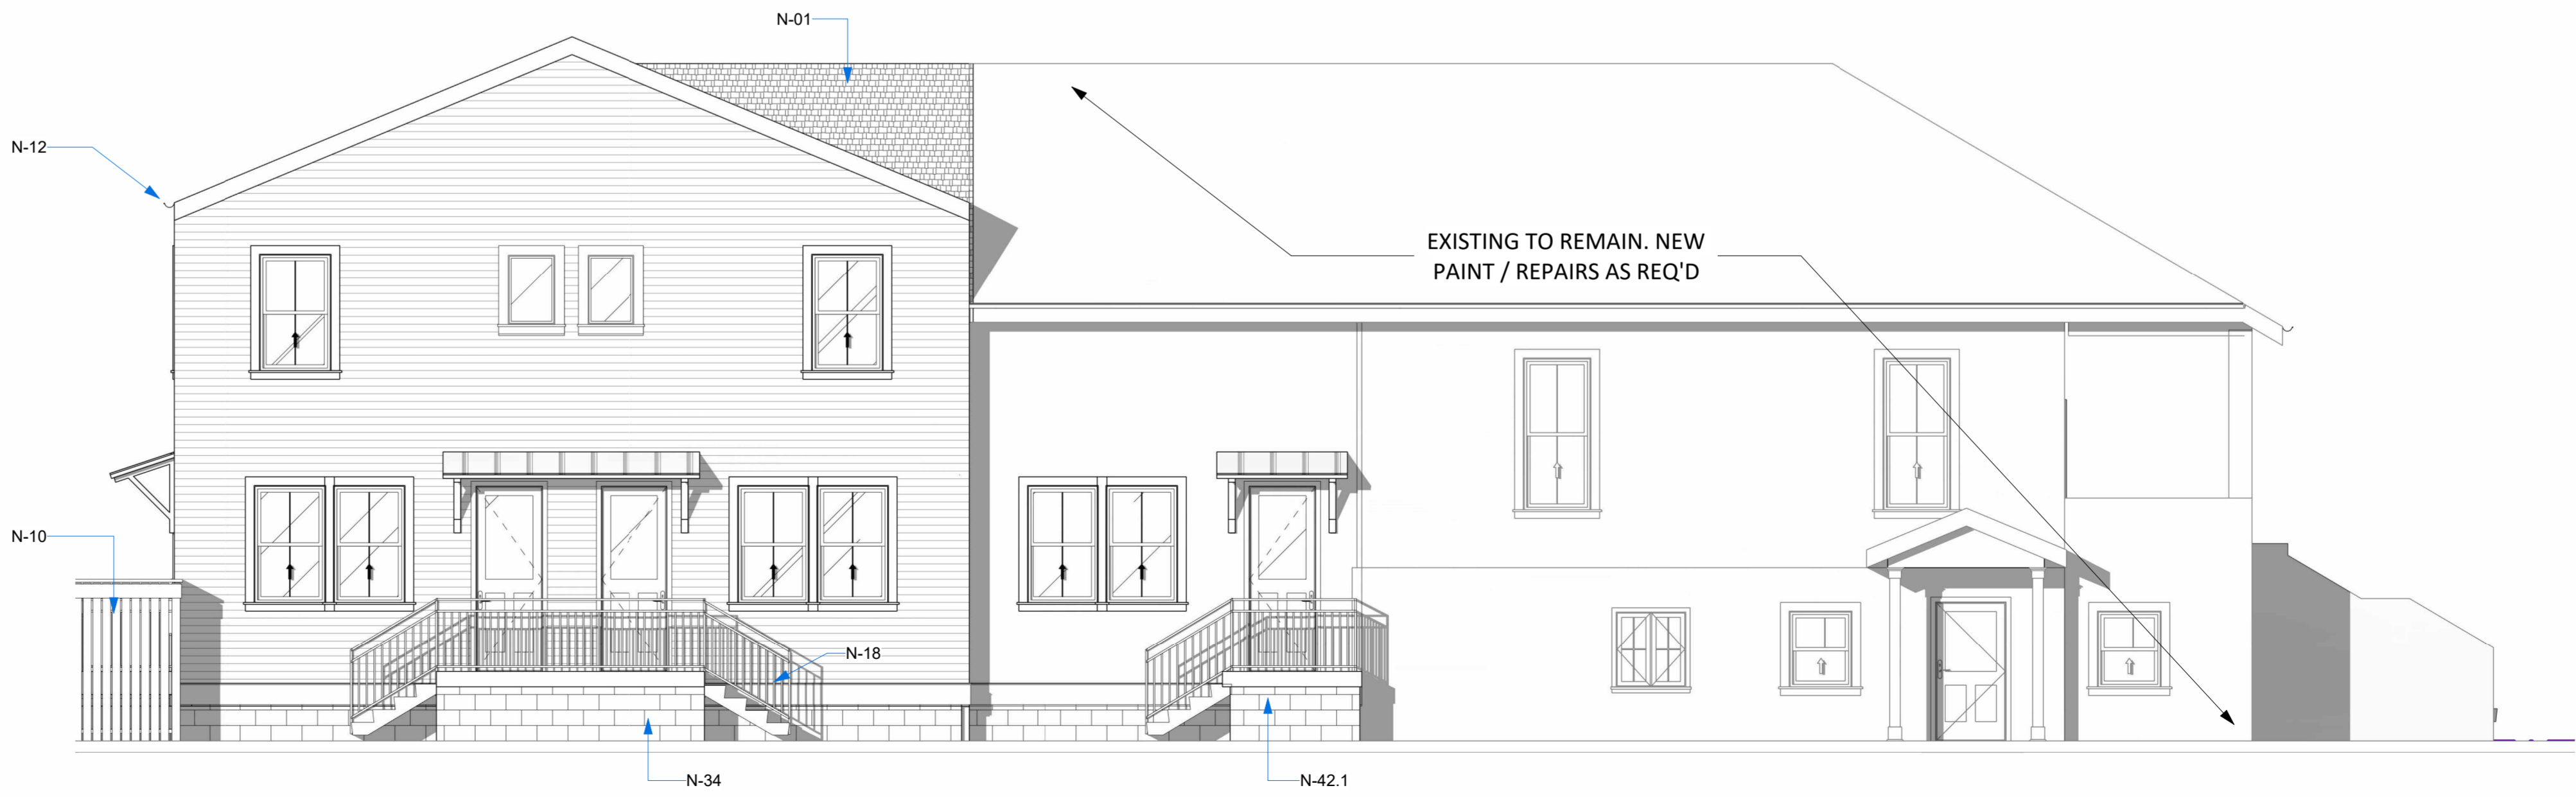 N-01
N-12
EXISTING TO REMAIN. NEW
PAINT / REPAIRS AS REQ'D
N-10
N-18
N-34
N-42.1